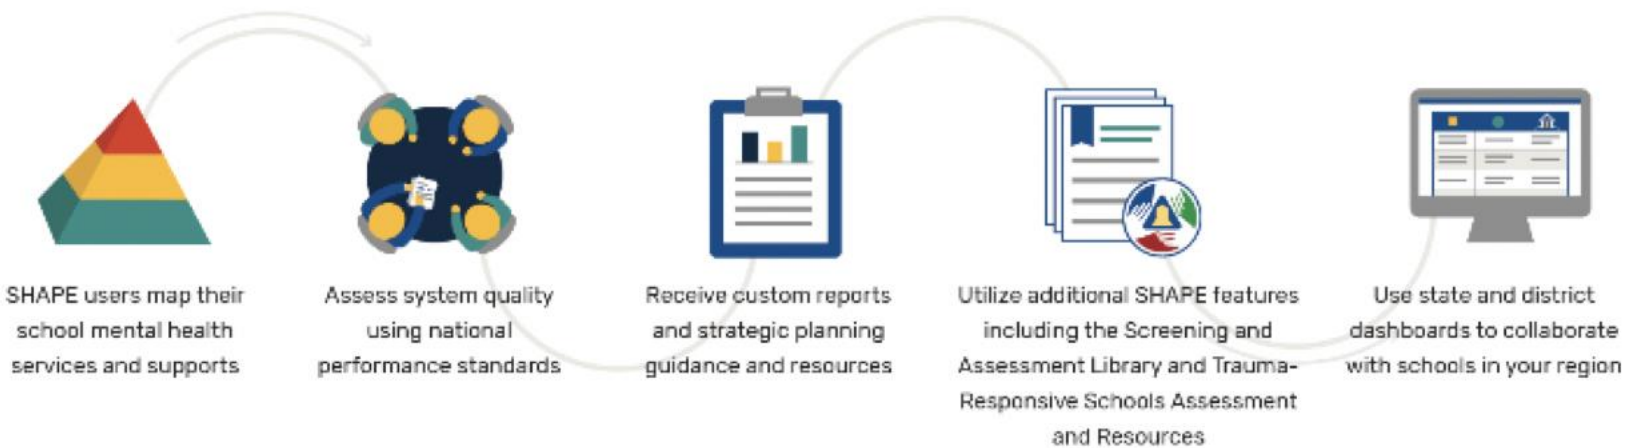 SHAPE users map their
school mental health
services and supports
Assess system quality
using national
performance standards
Receive custom reports
and strategic planning
guidance and resources
Utilize additional SHAPE features
including the Screening and
Assessment Library and Trauma-
Responsive Schools Assessment
and Resources
Use state and district
dashboards to collaborate
with schools in your region